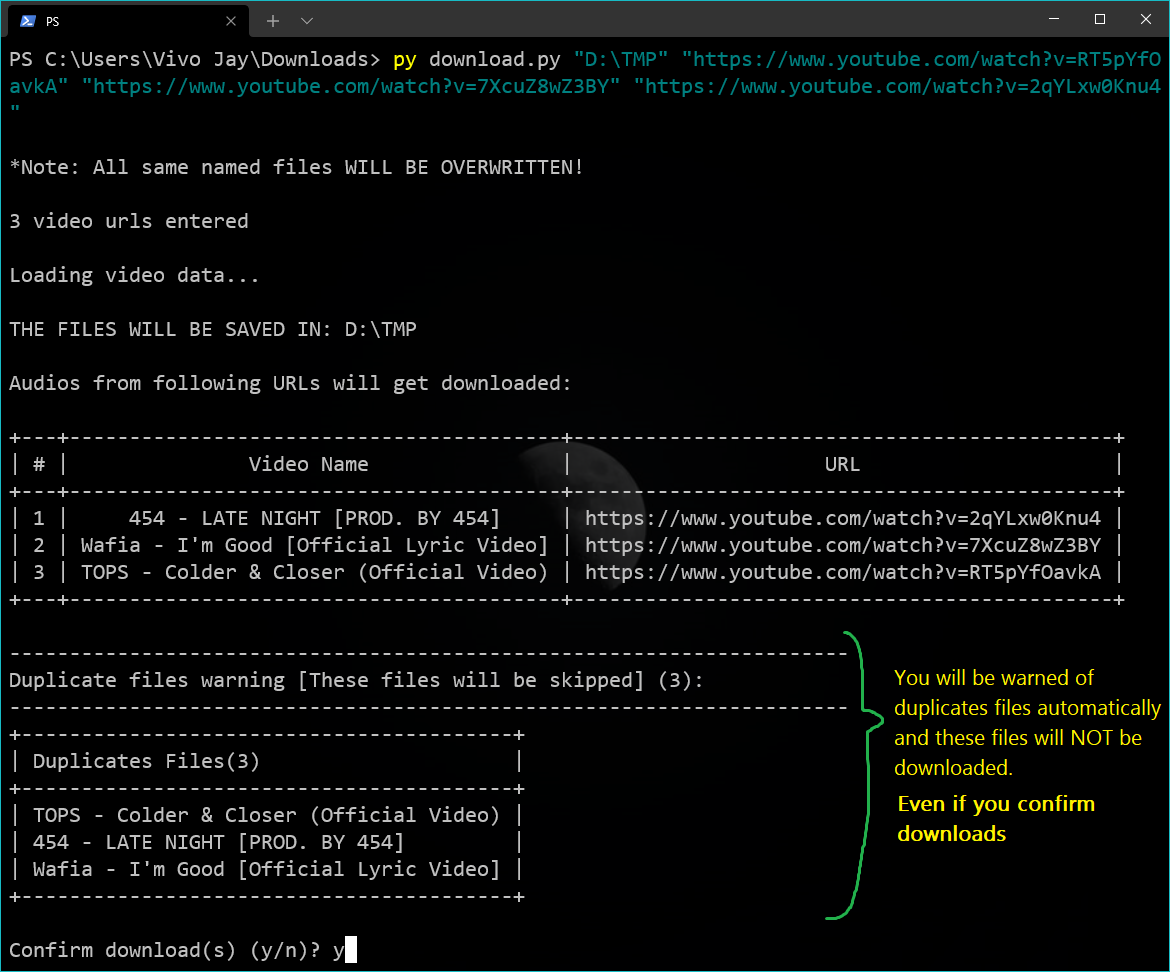 PS
PS C:\Users\Vivo Jay\Downloads> py download.py "D:\TMP" "https://www.youtube.com/watch?v=RT5pYfO
avkA" "https://www.youtube.com/watch?v=7XcuZ8wZ3BY" "https://www.youtube.com/watch?v=2qYLxw0Knu4
"
*Note: All same named files WILL BE OVERWRITTEN!
3 video urls entered
Loading video data...
THE FILES WILL BE SAVED IN: D:\TMP
Audios from following URLs will get downloaded:
+---+-----------------------------------------+---------------------------------------------+
| # |               Video Name                |                     URL                     |
+---+-----------------------------------------+---------------------------------------------+
| 1 |     454 - LATE NIGHT [PROD. BY 454]     | https://www.youtube.com/watch?v=2qYLxw0Knu4 |
| 2 | Wafia - I'm Good [Official Lyric Video] | https://www.youtube.com/watch?v=7XcuZ8wZ3BY |
| 3 | TOPS - Colder & Closer (Official Video) | https://www.youtube.com/watch?v=RT5pYfOavkA |
+---+-----------------------------------------+---------------------------------------------+
----------------------------------------------------------------------
Duplicate files warning [These files will be skipped] (3):
----------------------------------------------------------------------
+-----------------------------------------+
| Duplicates Files(3)                     |
+-----------------------------------------+
| TOPS - Colder & Closer (Official Video) |
| 454 - LATE NIGHT [PROD. BY 454]         |
| Wafia - I'm Good [Official Lyric Video] |
+-----------------------------------------+
You will be warned of
duplicates files automatically
and these files will NOT be
downloaded.
Even if you confirm
downloads
Confirm download(s) (y/n)? y